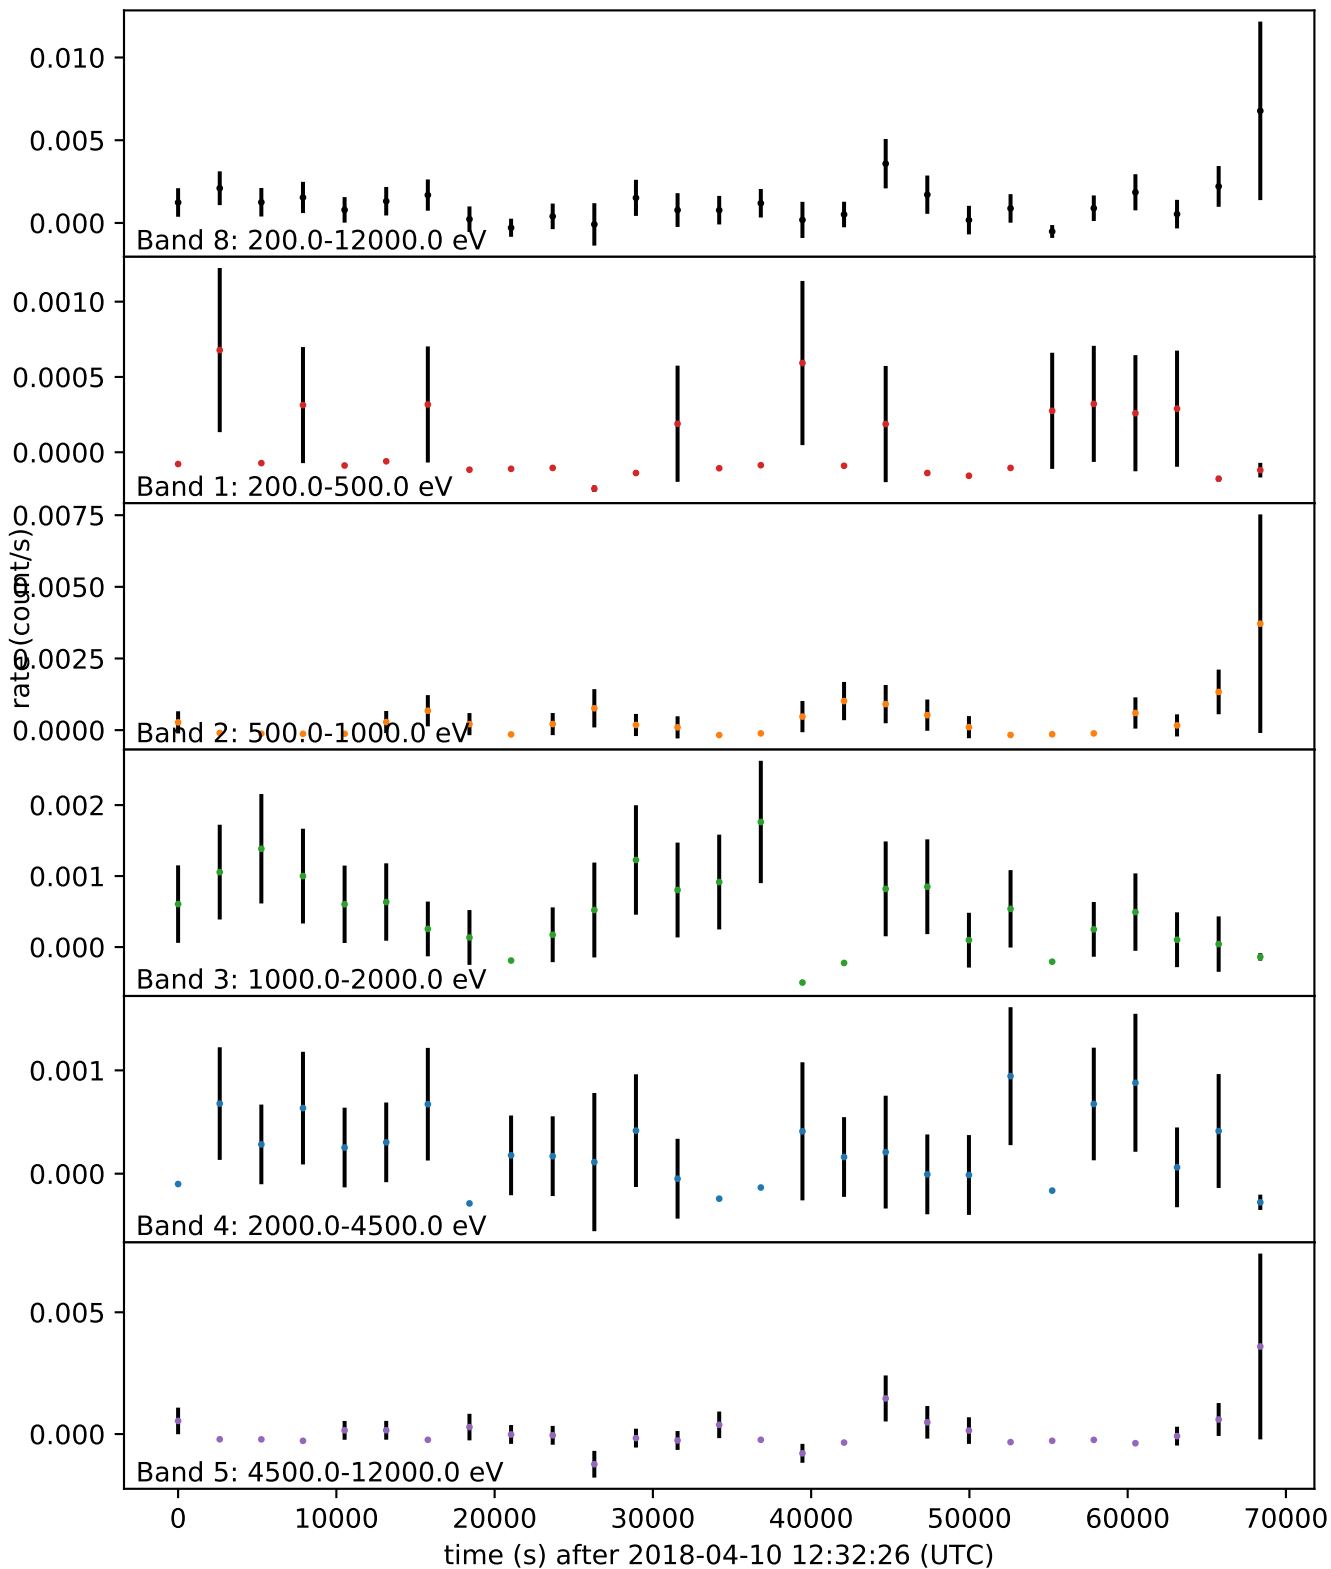 0.010
0.005
0.000
Band 8: 200.0-12000.0 eV
0.0010
0.0005
0.0000
Band 1: 200.0-500.0 eV
rate (count/s)
0.0075
0.0050
0.0025
0.0000
Band 2: 500.0-1000.0 eV
0.002
0.001
0.000
Band 3: 1000.0-2000.0 eV
0.001
0.000
Band 4: 2000.0-4500.0 eV
0.005
0.000
Band 5: 4500.0-12000.0 eV
0 10000 20000 30000 40000 50000 60000 70000
time (s) after 2018-04-10 12:32:26 (UTC)